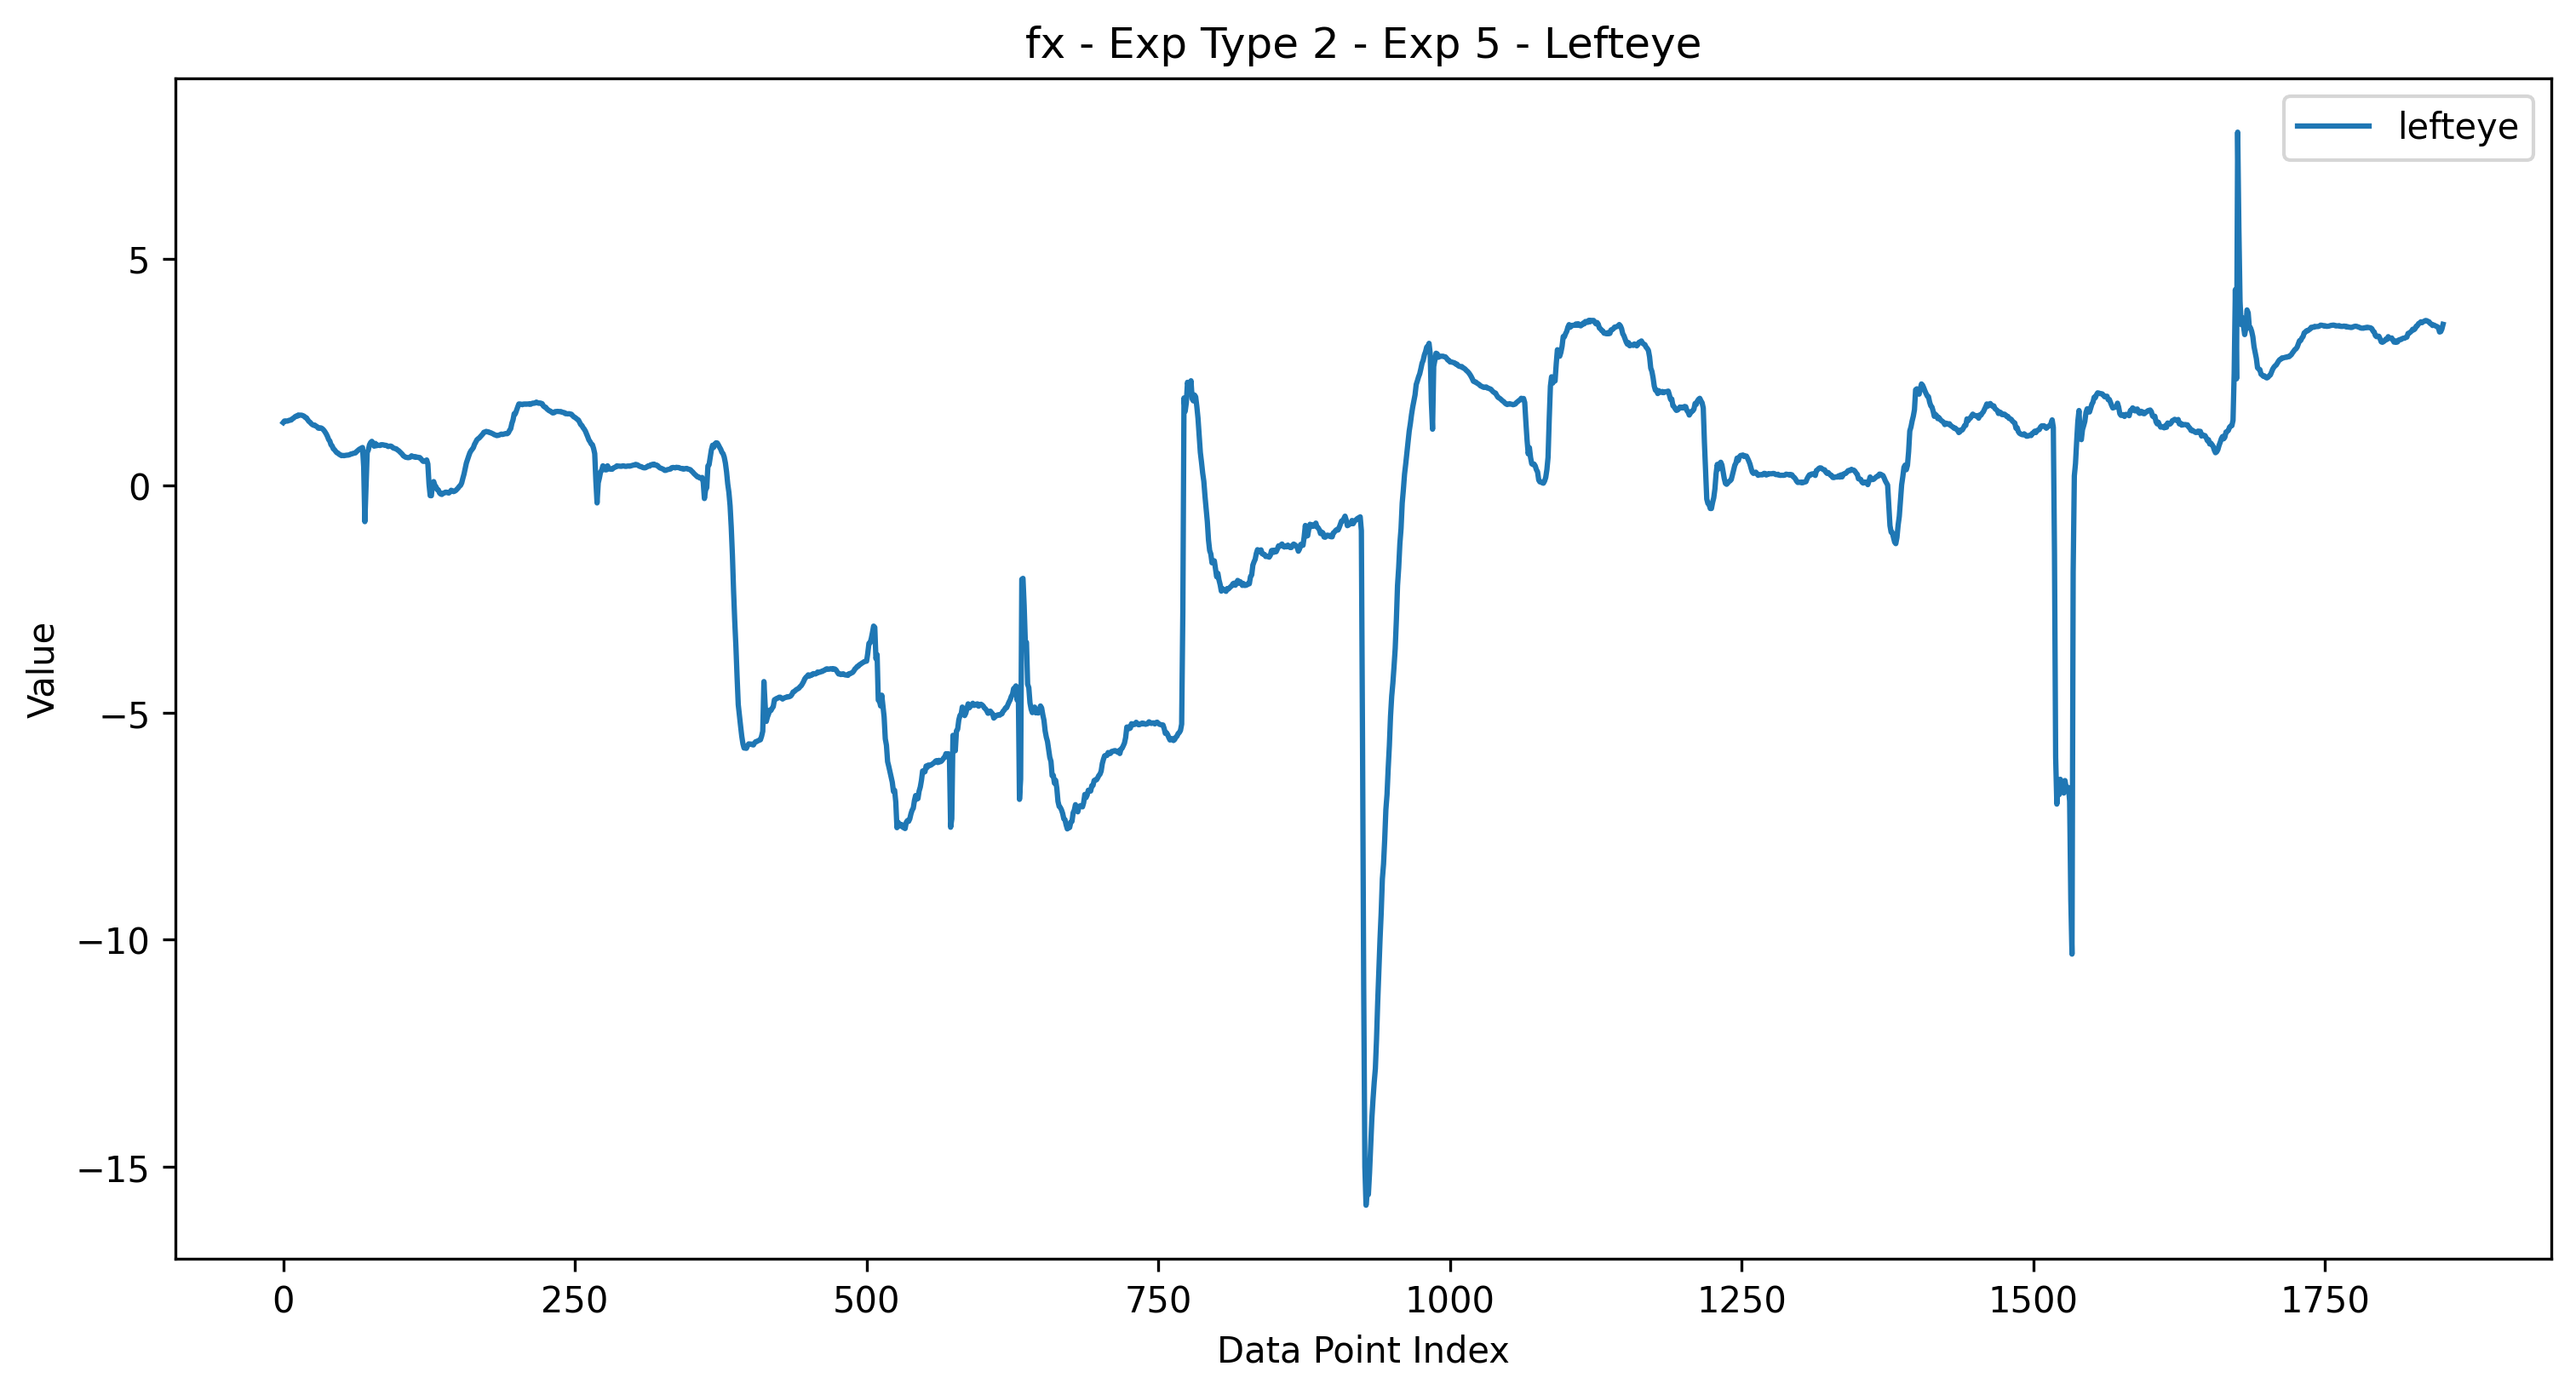 fx - Exp Type 2 - Exp 5 - Lefteye
lefteye
5
0
−5
−10
−15
Value
0 250 500 750 1000 1250 1500 1750
Data Point Index